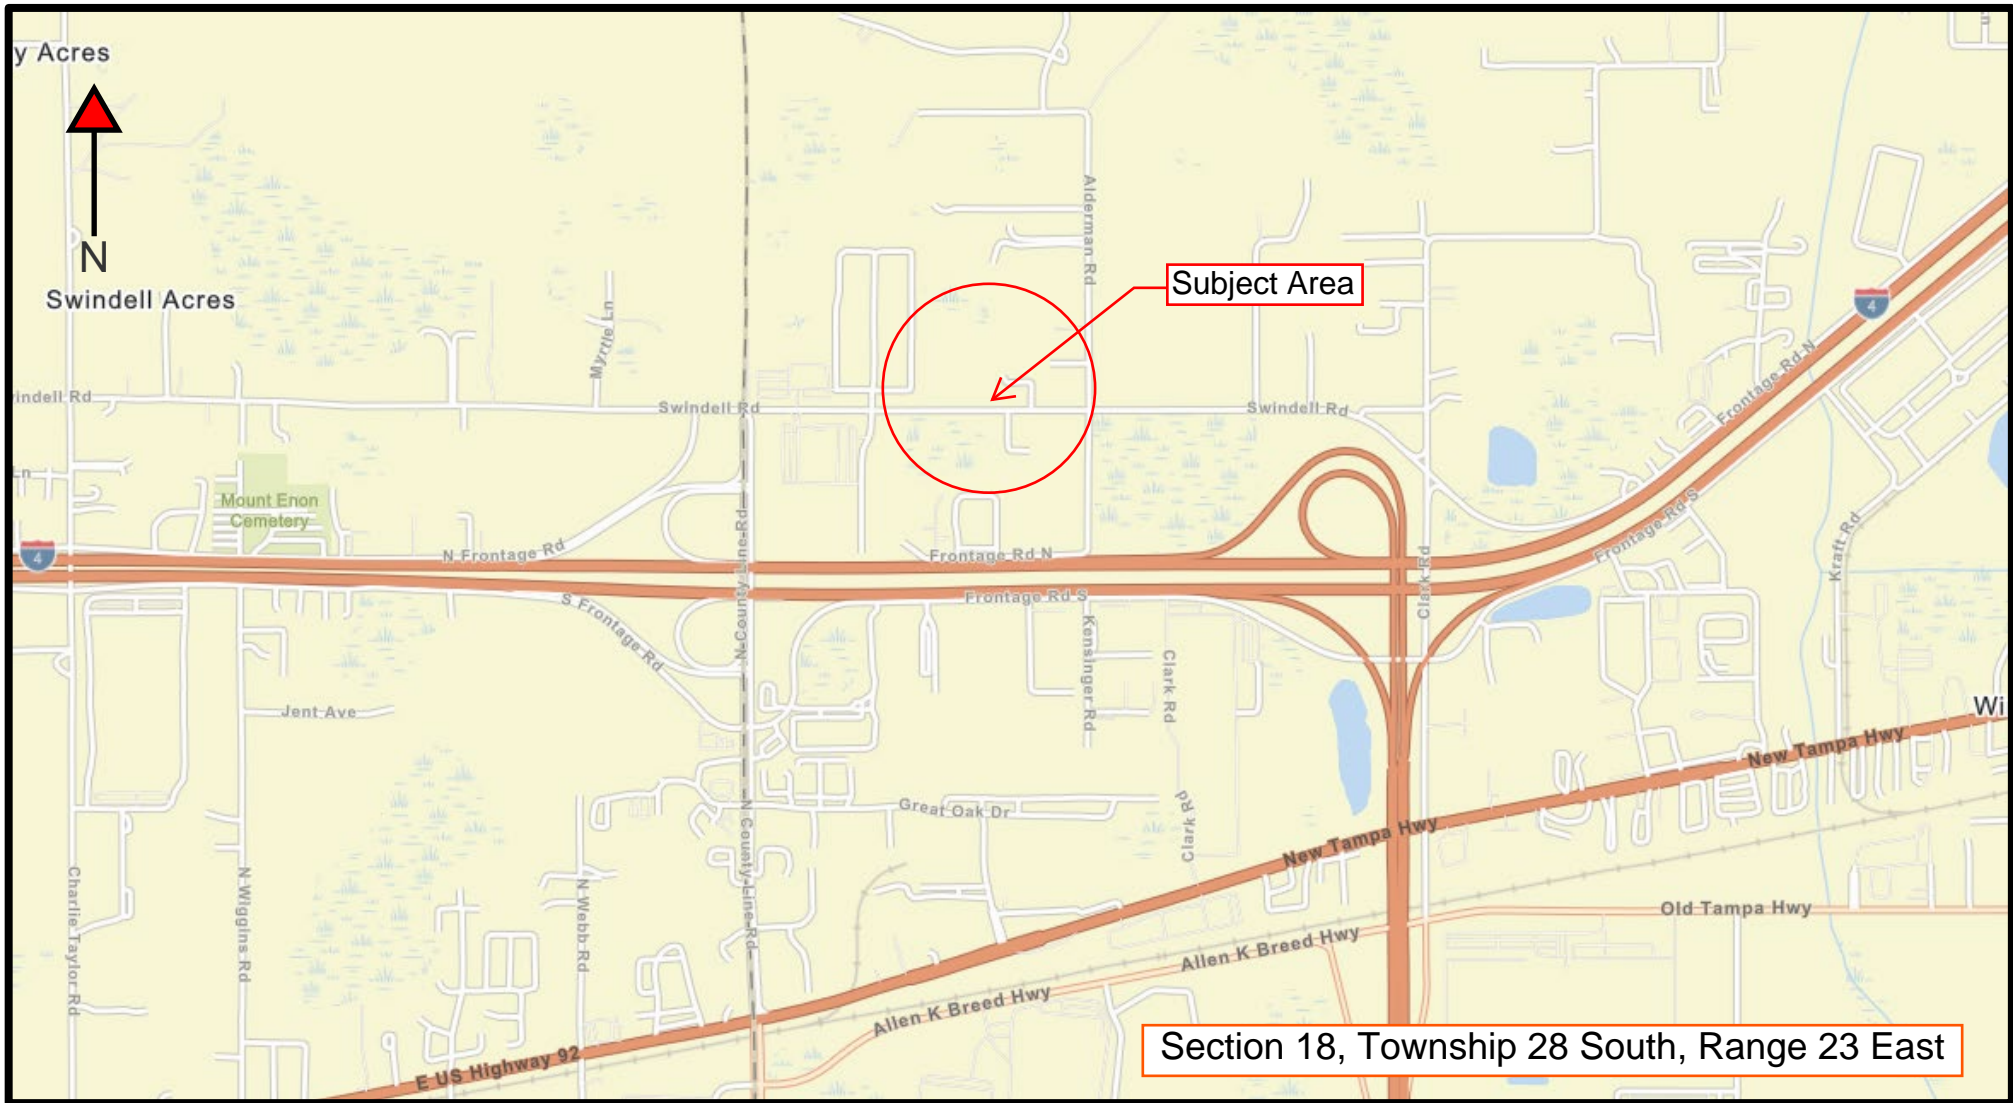 y Acres
N
Swindell Acres
Alderman Rd
Subject Area
4
Myrtle Ln
Frontage Rd N
indell Rd
Swindell Rd
Swindell Rd
Ln
Mount Enon
Cemetery
N County Line Rd
N Frontage Rd
Frontage Rd N
4
Frontage Rd S
Kraft Rd
Clark Rd
S Frontage Rd
Frontage Rd S
Kensinger Rd
Clark Rd
Jent Ave
Wi
New Tampa Hwy
Great Oak Dr
Clark Rd
New Tampa Hwy
N County Line Rd
Charlie Taylor Rd
N Wiggins Rd
N Webb Rd
Old Tampa Hwy
Allen K Breed Hwy
Allen K Breed Hwy
E US Highway 92
Section 18, Township 28 South, Range 23 East